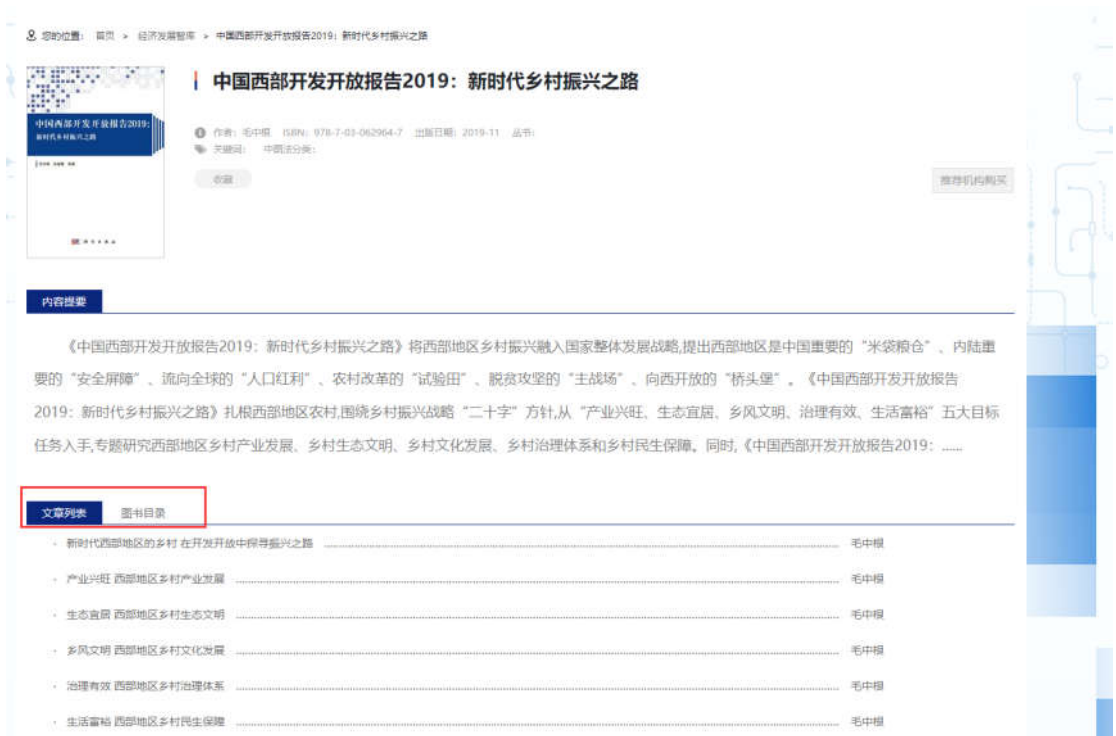 您的位置： 首页 > 经济发展智库 > 中国西部开发开放报告2019：新时代乡村振兴之路
中国西部开发开放报告2019：新时代乡村振兴之路
中国西部开发开放报告2019:
新时代乡村振兴之路
作者：毛中根 ISBN：978-7-03-062964-7 出版日期：2019-11 丛书：
关键词： 中图法分类：
收藏
推荐机构购买
内容提要
《中国西部开发开放报告2019：新时代乡村振兴之路》将西部地区乡村振兴融入国家整体发展战略,提出西部地区是中国重要的“米袋粮仓”、内陆重
要的“安全屏障”、流向全球的“人口红利”、农村改革的“试验田”、脱贫攻坚的“主战场”、向西开放的“桥头堡”。《中国西部开发开放报告
2019：新时代乡村振兴之路》扎根西部地区农村,围绕乡村振兴战略“二十字”方针,从“产业兴旺、生态宜居、乡风文明、治理有效、生活富裕”五大目标
任务入手,专题研究西部地区乡村产业发展、乡村生态文明、乡村文化发展、乡村治理体系和乡村民生保障。同时,《中国西部开发开放报告2019：......
文章列表 图书目录
新时代西部地区的乡村 在开发开放中探寻振兴之路 毛中根
产业兴旺 西部地区乡村产业发展 毛中根
生态宜居 西部地区乡村生态文明 毛中根
乡风文明 西部地区乡村文化发展 毛中根
治理有效 西部地区乡村治理体系 毛中根
生活富裕 西部地区乡村民生保障 毛中根